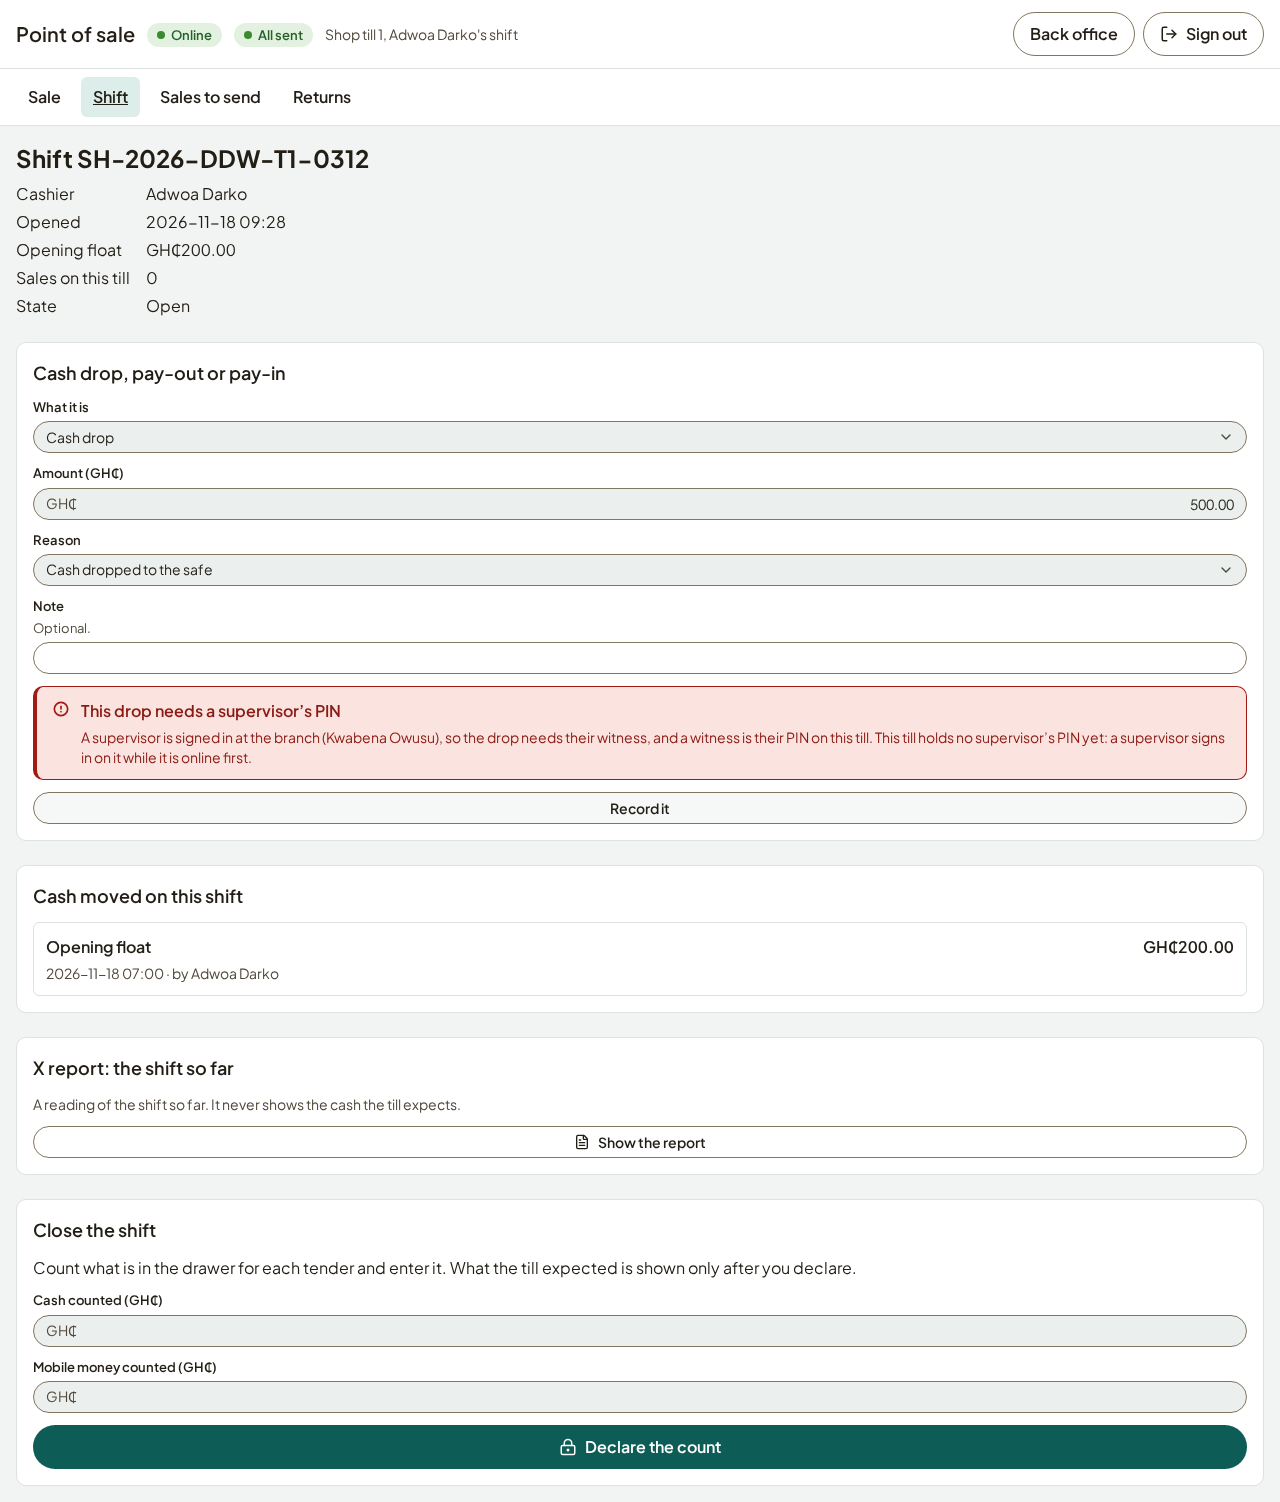 Point of sale
Online
All sent
Shop till 1, Adwoa Darko's shift
Back office
Sign out
Sale
Shift
Sales to send
Returns
Shift SH-2026-DDW-T1-0312
Cashier Adwoa Darko
Opened 2026-11-18 09:28
Opening float GH₵200.00
Sales on this till 0
State Open
Cash drop, pay-out or pay-in
What it is
Cash drop
Amount (GH₵)
GH₵ 500.00
Reason
Cash dropped to the safe
Note
Optional.
This drop needs a supervisor’s PIN
A supervisor is signed in at the branch (Kwabena Owusu), so the drop needs their witness, and a witness is their PIN on this till. This till holds no supervisor’s PIN yet: a supervisor signs
in on it while it is online first.
Record it
Cash moved on this shift
Opening float GH₵200.00
2026-11-18 07:00 · by Adwoa Darko
X report: the shift so far
A reading of the shift so far. It never shows the cash the till expects.
Show the report
Close the shift
Count what is in the drawer for each tender and enter it. What the till expected is shown only after you declare.
Cash counted (GH₵)
GH₵
Mobile money counted (GH₵)
GH₵
Declare the count